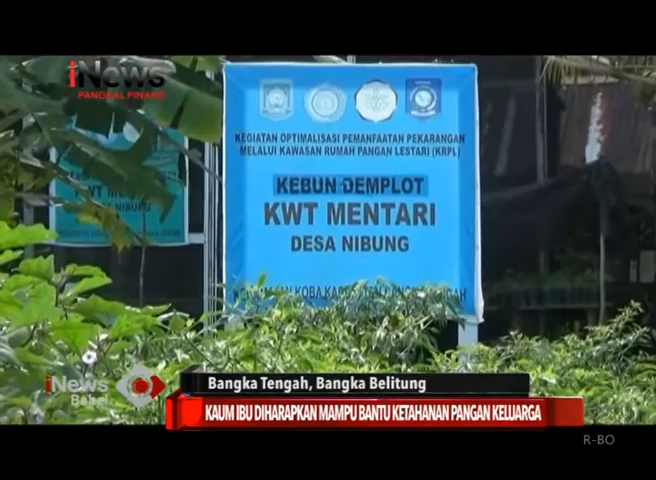 iNews
PANGKAL PINANG
KEGIATAN OPTIMALISASI PEMANFAATAN PEKARANGAN
MELALUI KAWASAN RUMAH PANGAN LESTARI (KRPL)
KEBUN DEMPLOT
KWT MENTARI
DESA NIBUNG
KOBA
iNews
Babel
Bangka Tengah, Bangka Belitung
KAUM IBU DIHARAPKAN MAMPU BANTU KETAHANAN PANGAN KELUARGA
R-BO